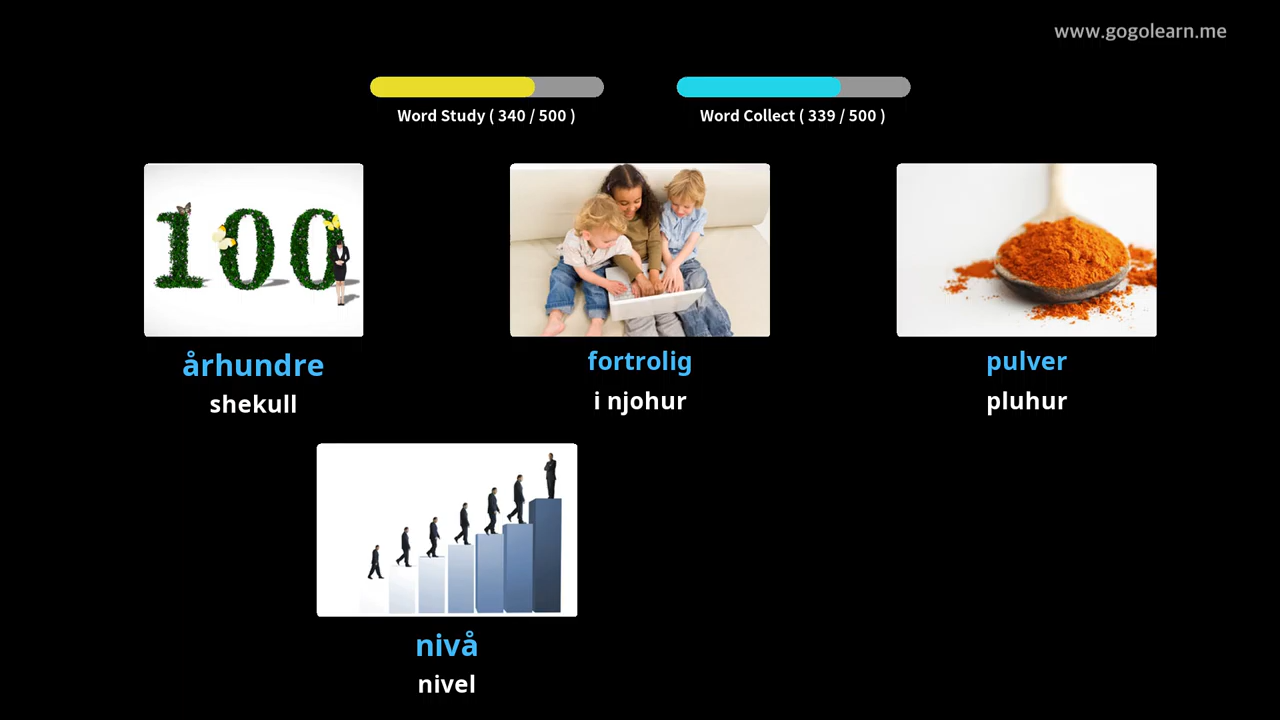 www.gogolearn.me
Word Study ( 340 / 500 )
Word Collect ( 339 / 500 )
100
århundre
shekull
fortrolig
i njohur
pulver
pluhur
nivå
nivel